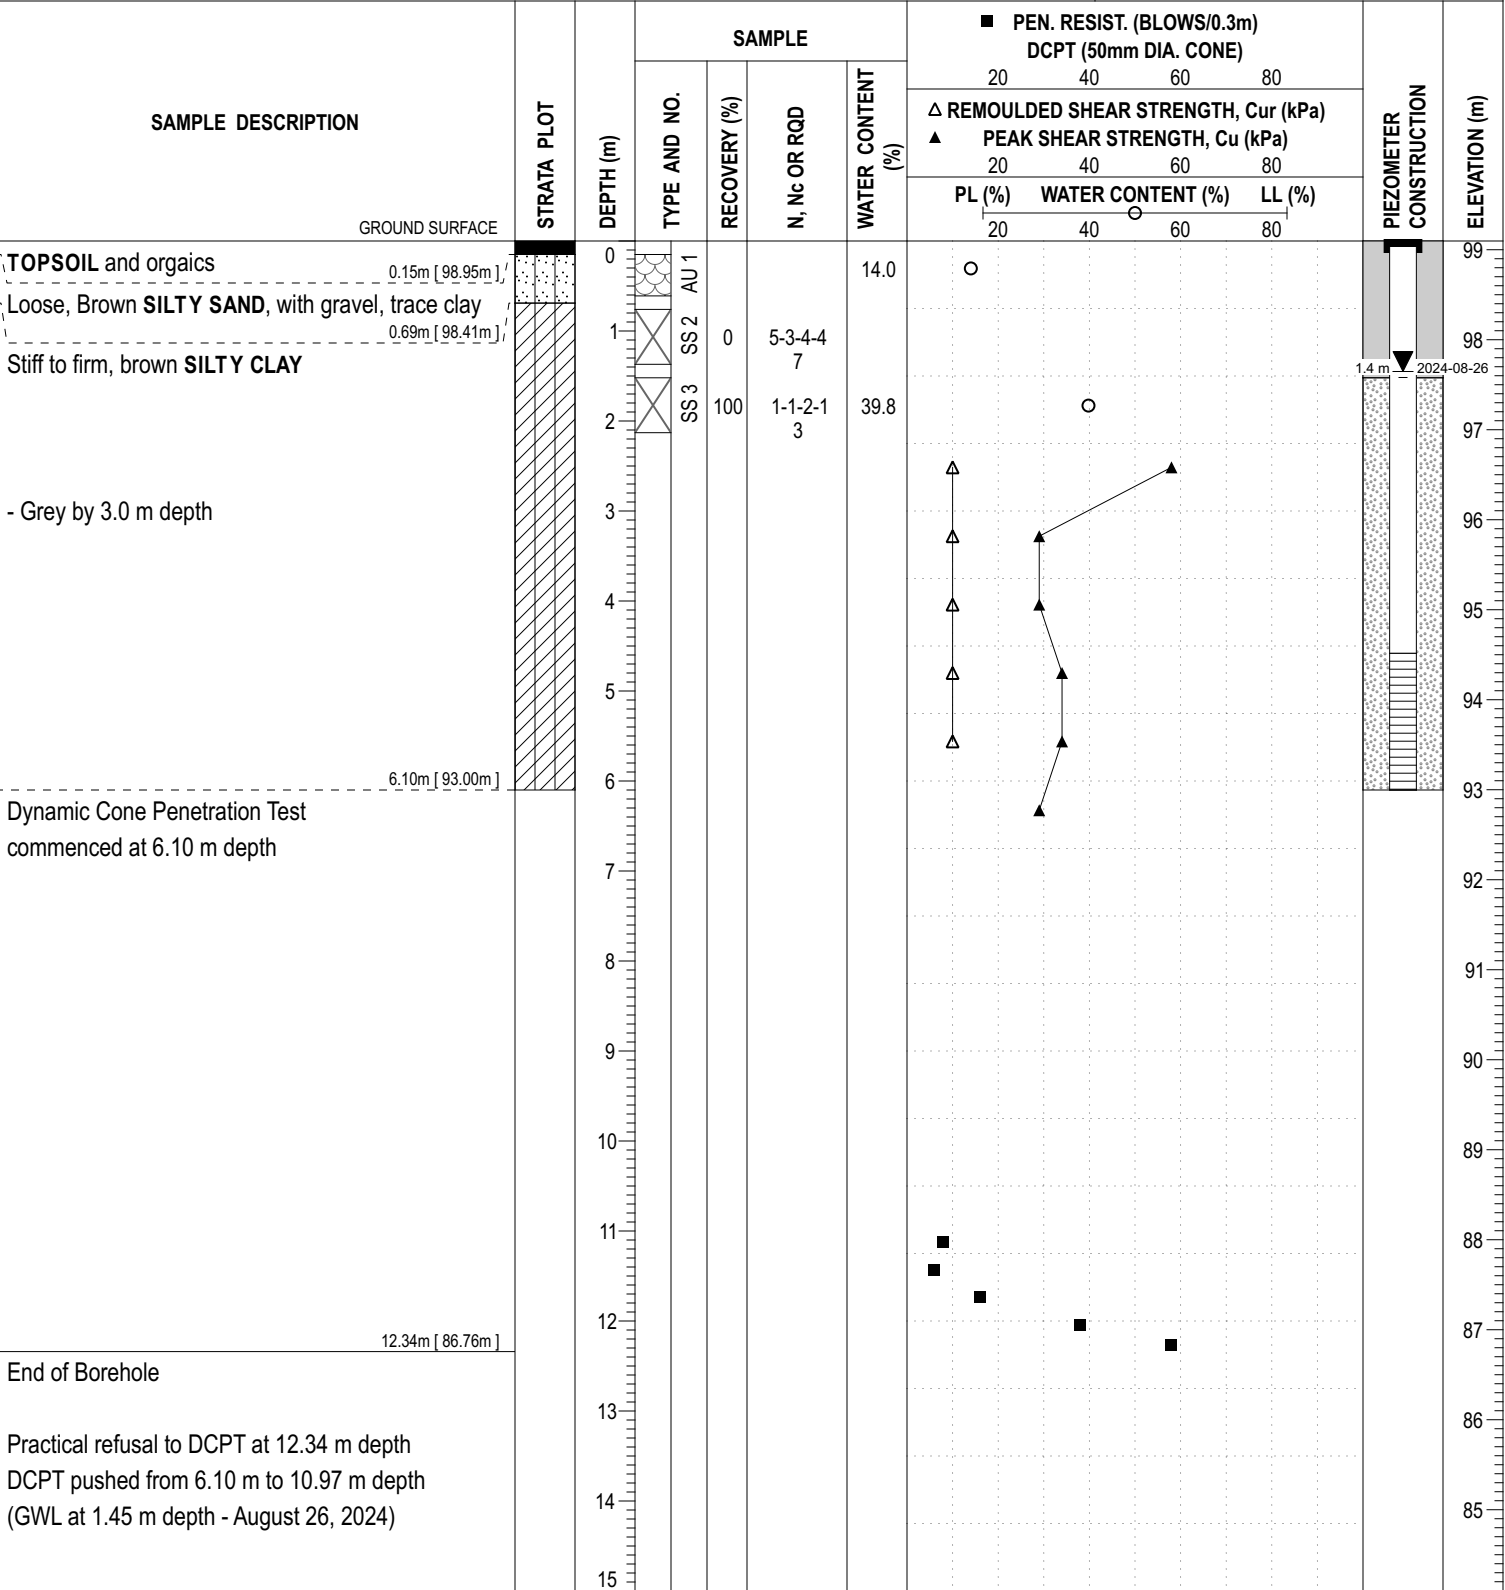 SAMPLE DESCRIPTION
GROUND SURFACE
STRATA PLOT
DEPTH (m)
SAMPLE
TYPE AND NO.
RECOVERY (%)
N, Nc OR RQD
WATER CONTENT
(%)
■ PEN. RESIST. (BLOWS/0.3m)
DCPT (50mm DIA. CONE)
20 40 60 80
△ REMOULDED SHEAR STRENGTH, Cur (kPa)
▲ PEAK SHEAR STRENGTH, Cu (kPa)
20 40 60 80
PL (%) WATER CONTENT (%) LL (%)
20 40 60 80
PIEZOMETER
CONSTRUCTION
ELEVATION (m)
TOPSOIL and orgaics
0.15m [ 98.95m ]
Loose, Brown SILTY SAND, with gravel, trace clay
0.69m [ 98.41m ]
Stiff to firm, brown SILTY CLAY
- Grey by 3.0 m depth
6.10m [ 93.00m ]
Dynamic Cone Penetration Test
commenced at 6.10 m depth
12.34m [ 86.76m ]
End of Borehole
Practical refusal to DCPT at 12.34 m depth
DCPT pushed from 6.10 m to 10.97 m depth
(GWL at 1.45 m depth - August 26, 2024)
0
1
2
3
4
5
6
7
8
9
10
11
12
13
14
15
AU 1
14.0
SS 2
0
5-3-4-4
7
SS 3
100
1-1-2-1
3
39.8
1.4 m
2024-08-26
99
98
97
96
95
94
93
92
91
90
89
88
87
86
85